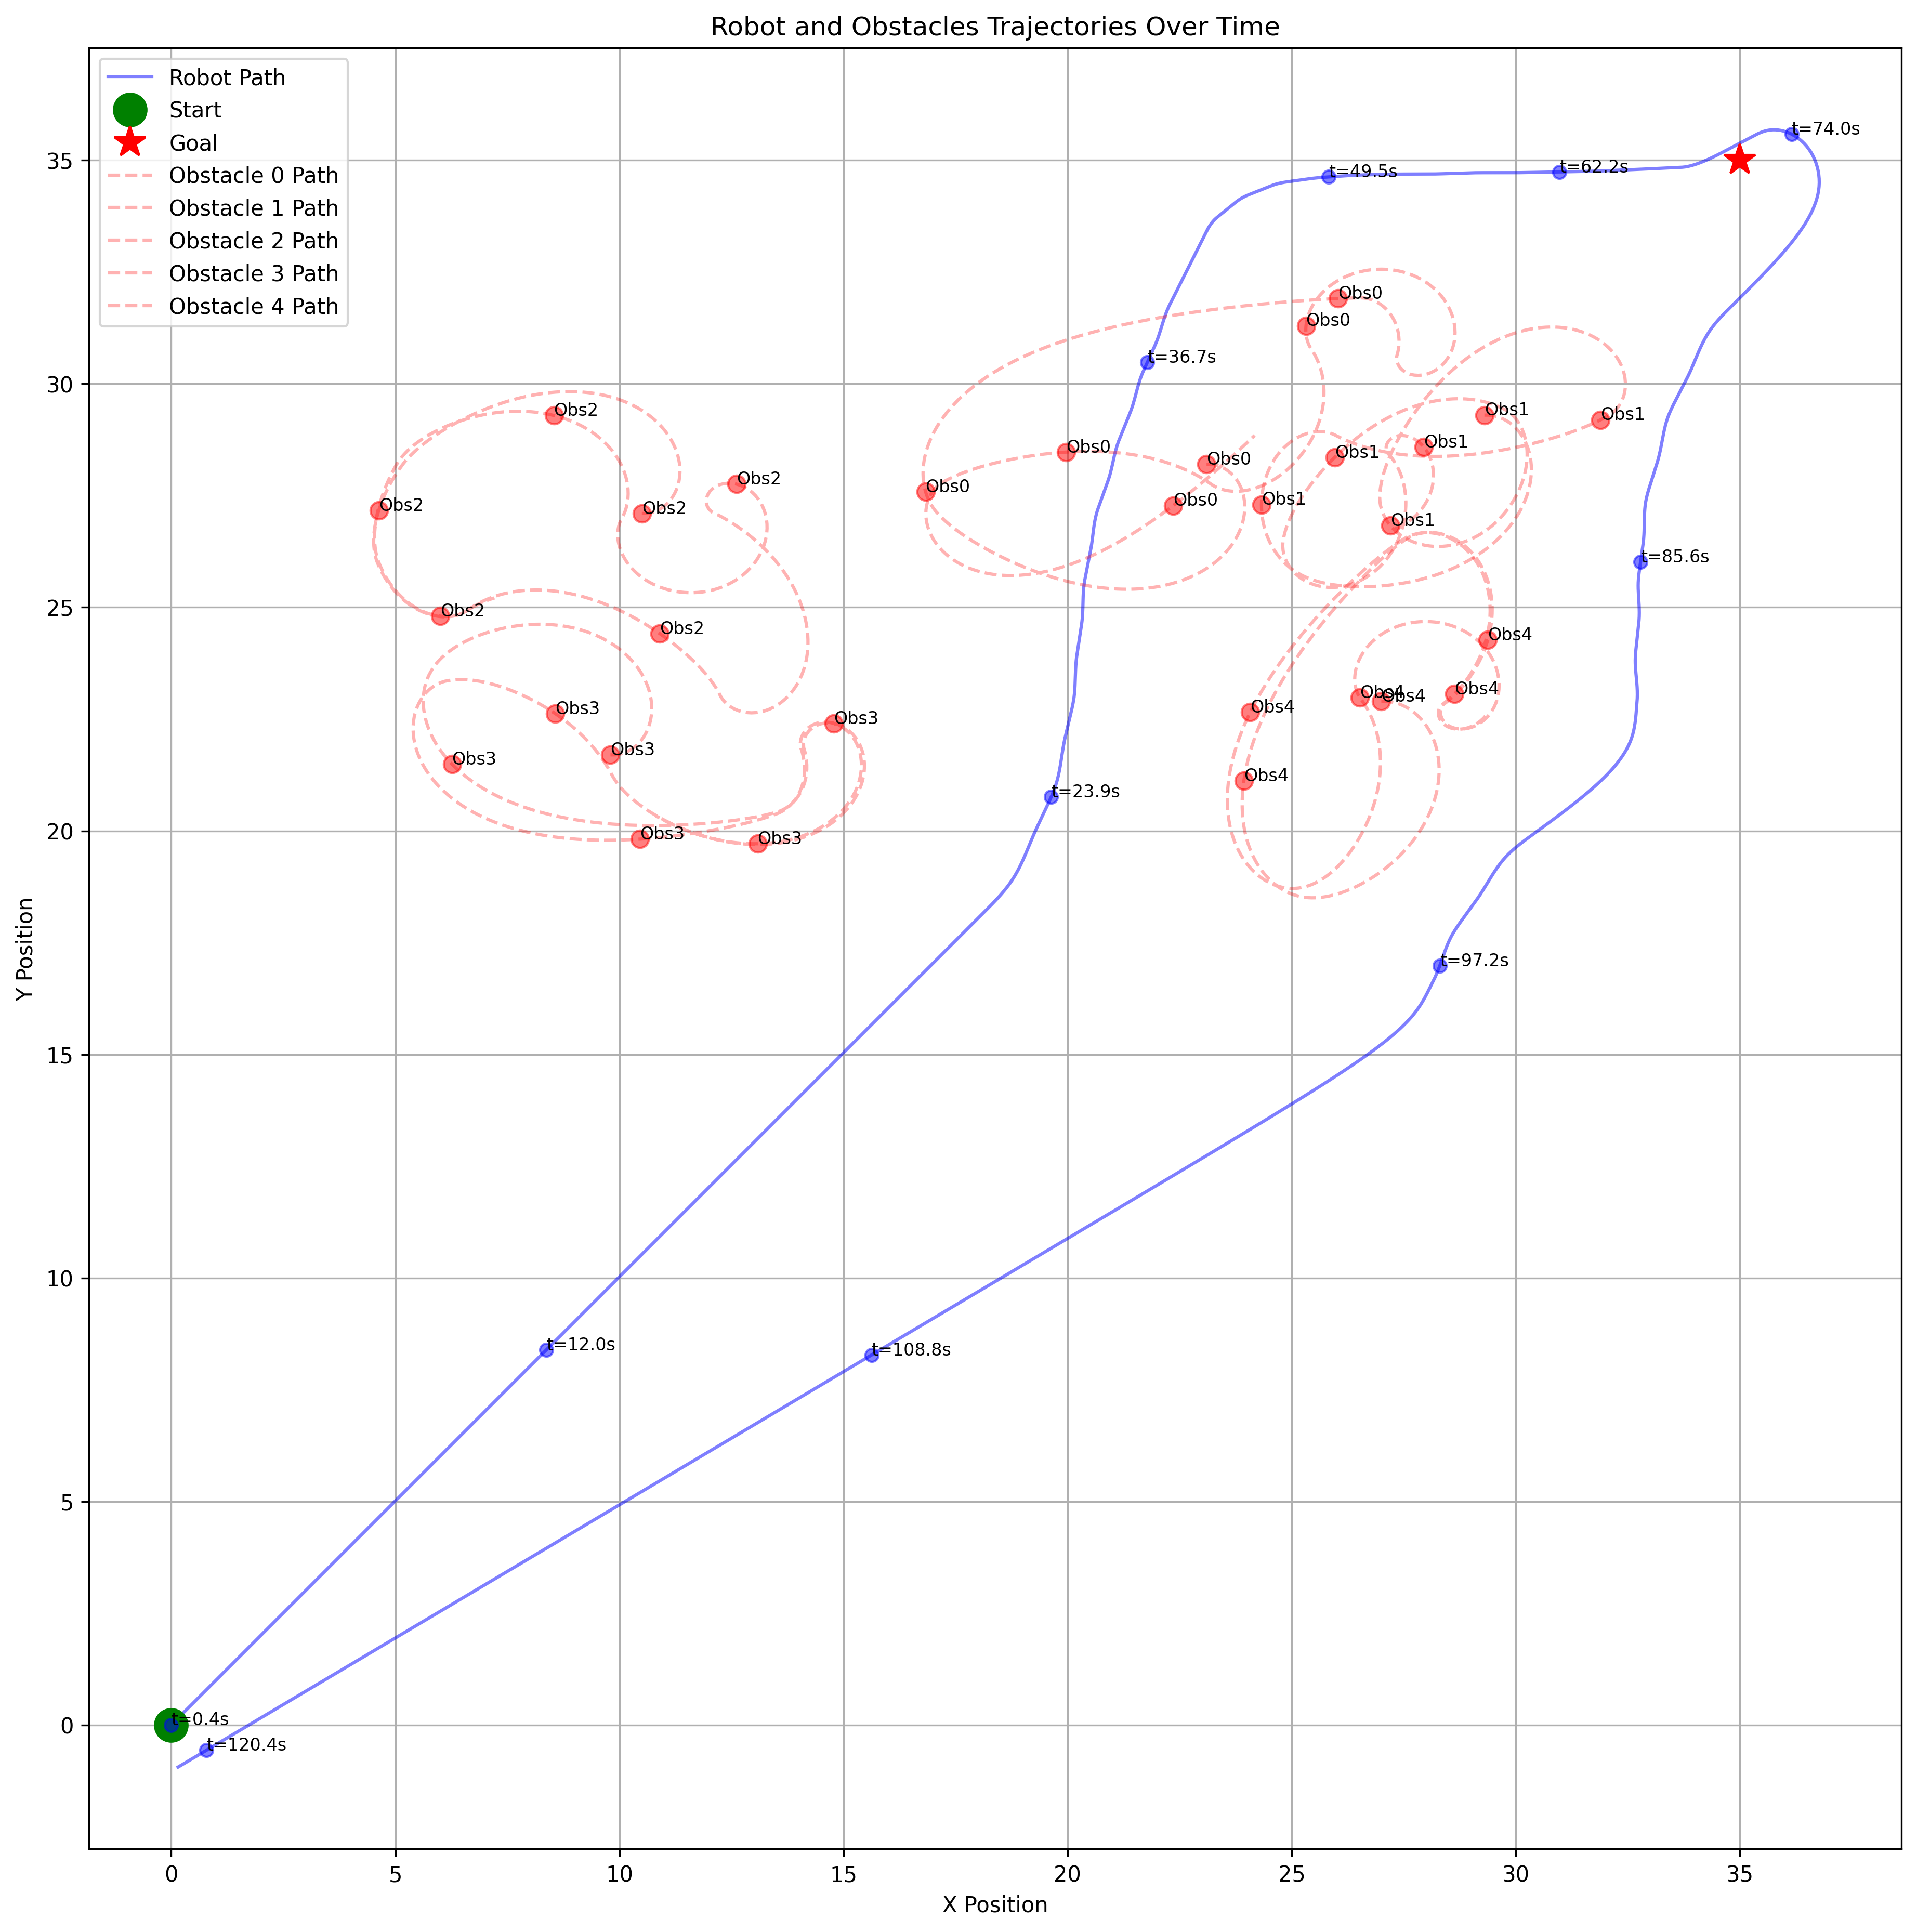 Robot and Obstacles Trajectories Over Time
Robot Path
Start
Goal
Obstacle 0 Path
Obstacle 1 Path
Obstacle 2 Path
Obstacle 3 Path
Obstacle 4 Path
t=74.0s
t=49.5s
t=62.2s
Obs0
Obs0
t=36.7s
Obs2
Obs1
Obs1
Obs0
Obs1
Obs1
Obs0
Obs2
Obs0
Obs2
Obs2
Obs1
Obs0
Obs1
t=85.6s
Obs2
Obs2
Obs4
Obs4
Obs4
Obs4
Obs3
Obs4
Obs3
Obs3
Obs3
Obs4
t=23.9s
Obs3
Obs3
t=97.2s
t=12.0s
t=108.8s
t=0.4s
t=120.4s
35
30
25
20
15
10
5
0
Y Position
0
5
10
15
20
25
30
35
X Position